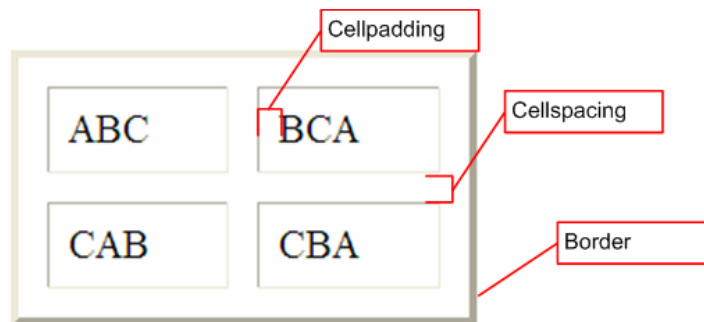 Cellpadding
ABC
BCA
Cellspacing
CAB
CBA
Border